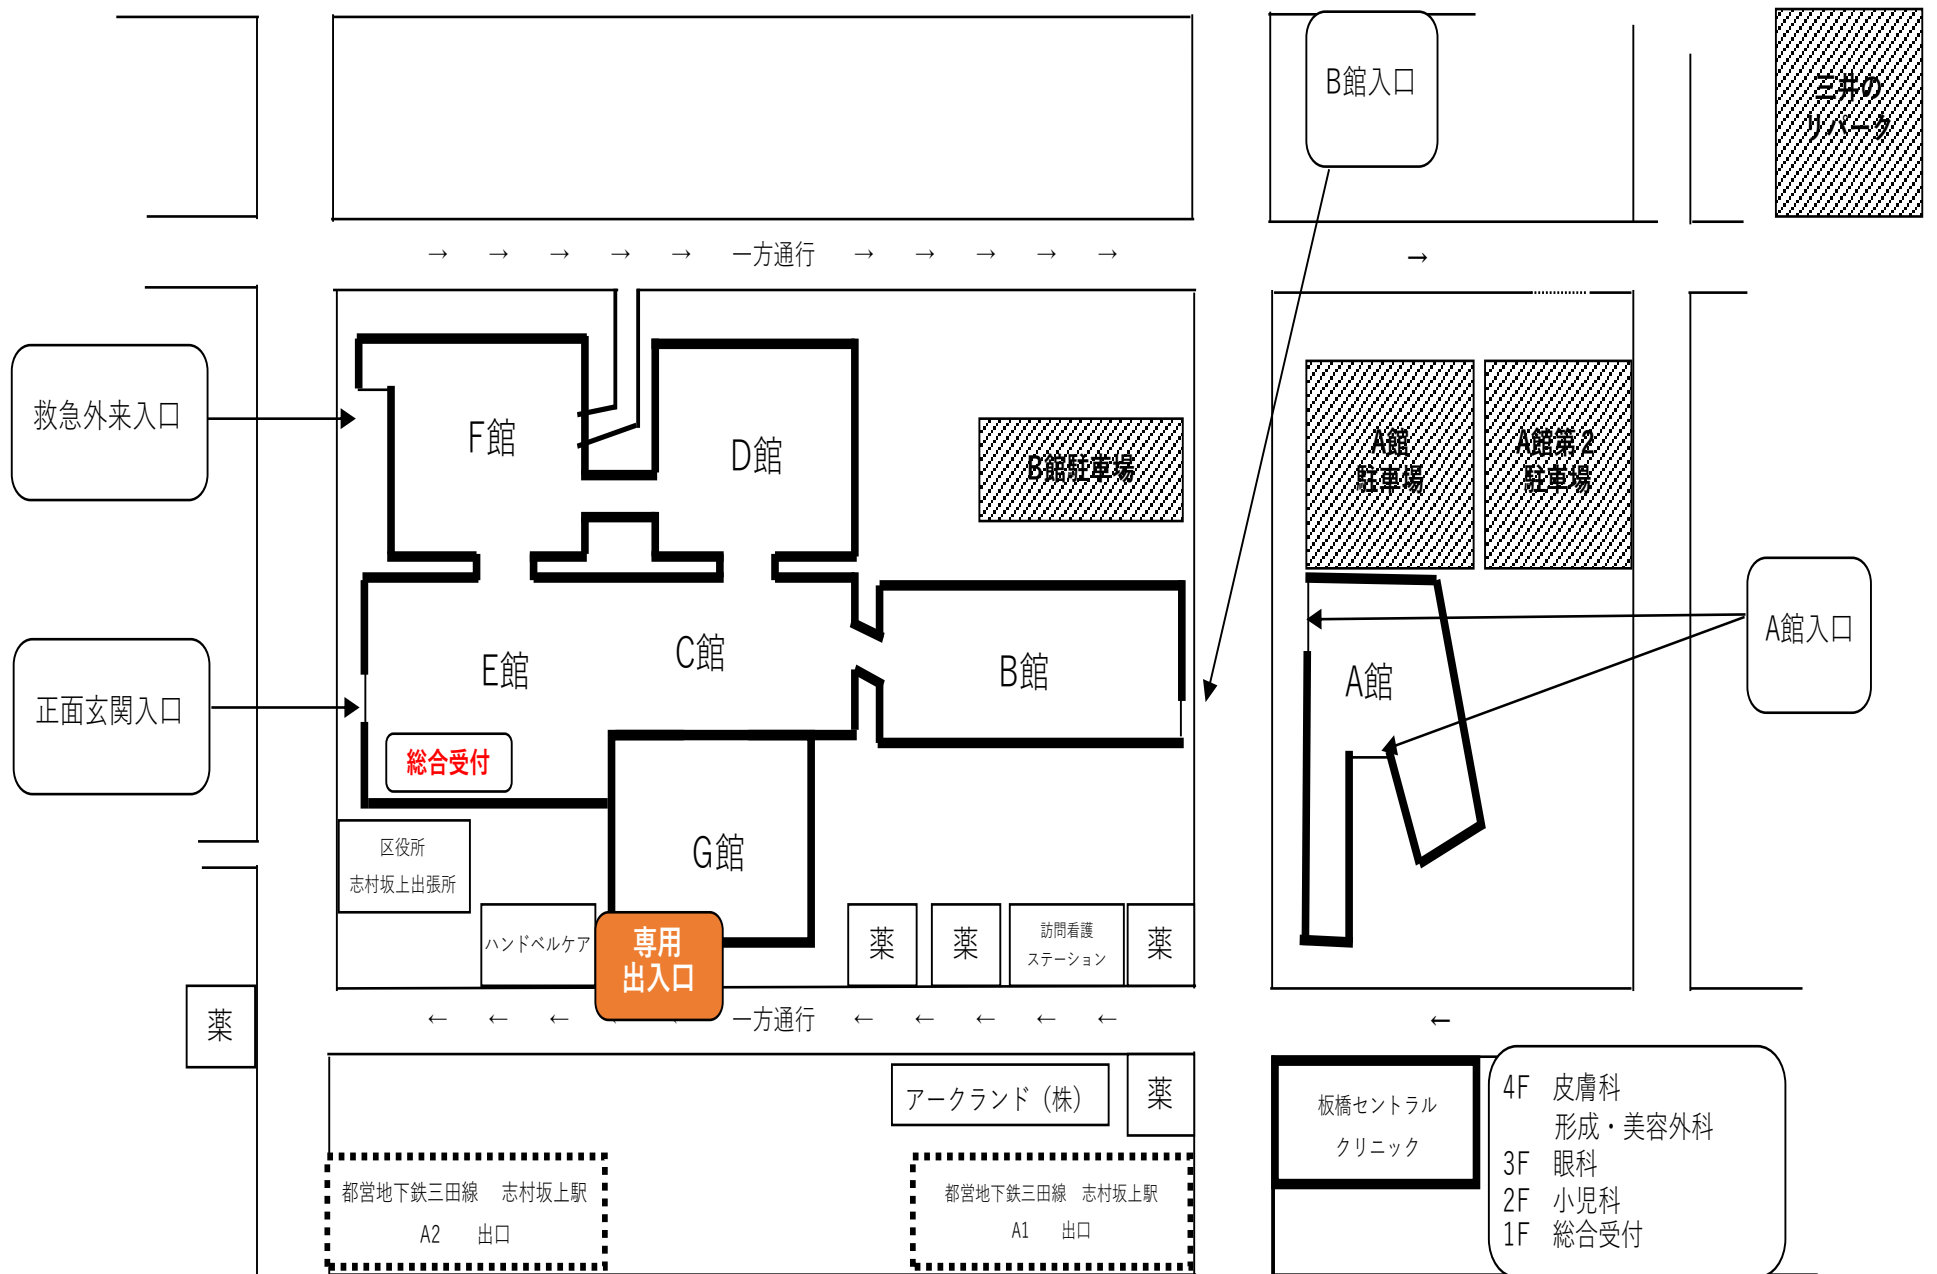 B館入口
三井の
リパーク
→ → → → → 一方通行 → → → → →
→
救急外来入口
F館
D館
B館駐車場
A館
駐車場
A館第2
駐車場
A館入口
E館
C館
B館
A館
正面玄関入口
総合受付
区役所
志村坂上出張所
G館
ハンドベルケア
専用
出入口
薬
薬
訪問看護
ステーション
薬
薬
← ← ← ← 一方通行 ← ← ← ← ←
←
アークランド（株）
薬
板橋セントラル
クリニック
4F 皮膚科
形成・美容外科
3F 眼科
2F 小児科
1F 総合受付
都営地下鉄三田線 志村坂上駅
A2 出口
都営地下鉄三田線 志村坂上駅
A1 出口